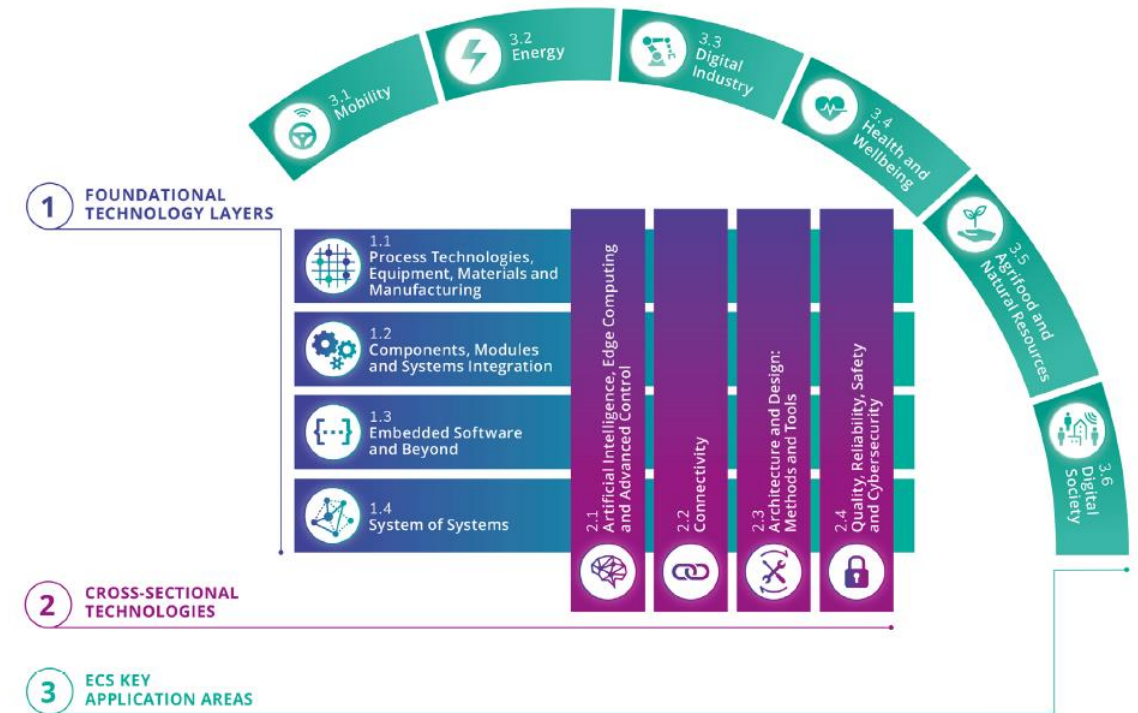 3.1
Mobility
3.2
Energy
3.3
Digital
Industry
3.4
Health and
Wellbeing
3.5
Agrifood and
Natural Resources
3.6
Digital
Society
1
FOUNDATIONAL
TECHNOLOGY LAYERS
1.1
Process Technologies,
Equipment, Materials and
Manufacturing
1.2
Components, Modules
and Systems Integration
1.3
Embedded Software
and Beyond
1.4
System of Systems
2.1
Artificial Intelligence, Edge Computing
and Advanced Control
2.2
Connectivity
2.3
Architecture and Design:
Methods and Tools
2.4
Quality, Reliability, Safety
and Cybersecurity
2
CROSS-SECTIONAL
TECHNOLOGIES
3
ECS KEY
APPLICATION AREAS